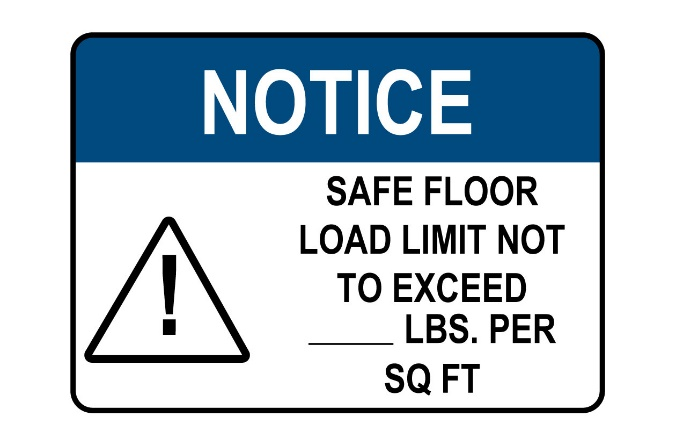 NOTICE
SAFE FLOOR
LOAD LIMIT NOT
TO EXCEED
_____ LBS. PER
SQ FT
!